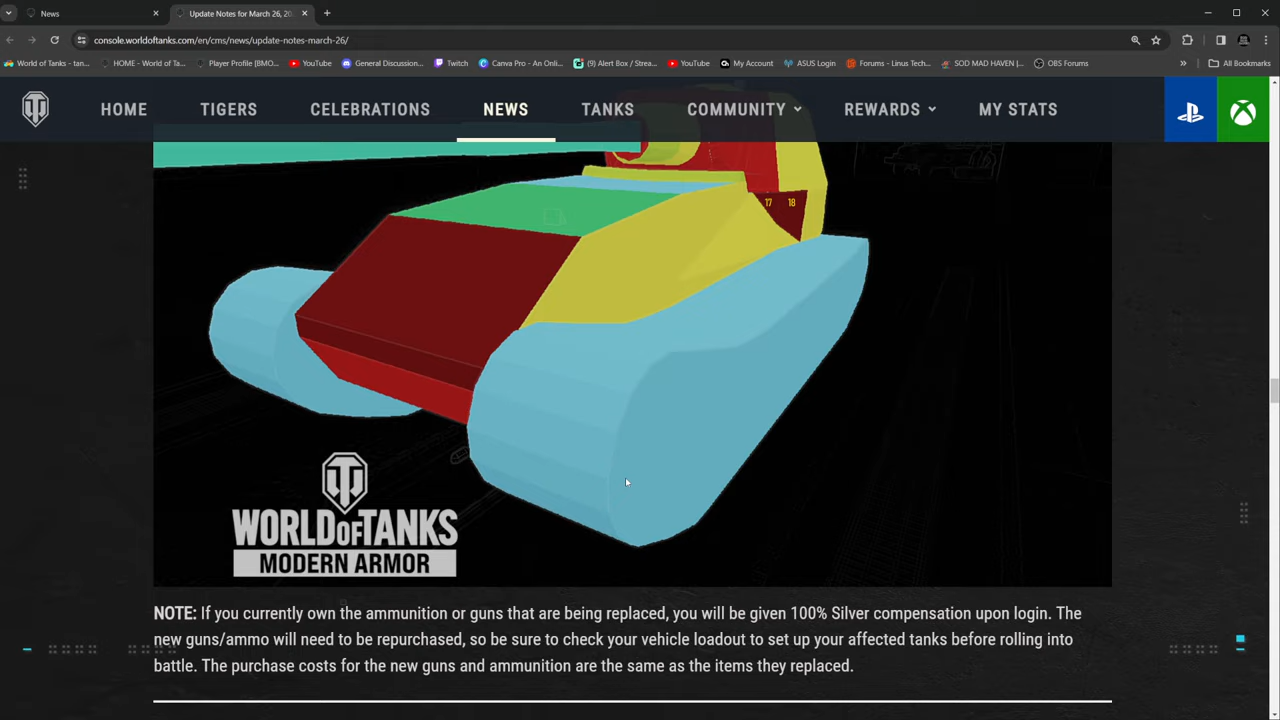 News
Update Notes for March 26, 20
console.worldoftanks.com/en/cms/news/update-notes-march-26/
World of Tanks - tan...
HOME - World of Ta...
Player Profile [BMO...
YouTube
General Discussion...
Twitch
Canva Pro - An Onli...
(9) Alert Box / Strea...
YouTube
My Account
ASUS Login
Forums - Linus Tech...
SOD MAD HAVEN |...
OBS Forums
»
All Bookmarks
HOME
TIGERS
CELEBRATIONS
NEWS
TANKS
COMMUNITY
REWARDS
MY STATS
17 18
WORLD OF TANKS
MODERN ARMOR
NOTE: If you currently own the ammunition or guns that are being replaced, you will be given 100% Silver compensation upon login. The
new guns/ammo will need to be repurchased, so be sure to check your vehicle loadout to set up your affected tanks before rolling into
battle. The purchase costs for the new guns and ammunition are the same as the items they replaced.